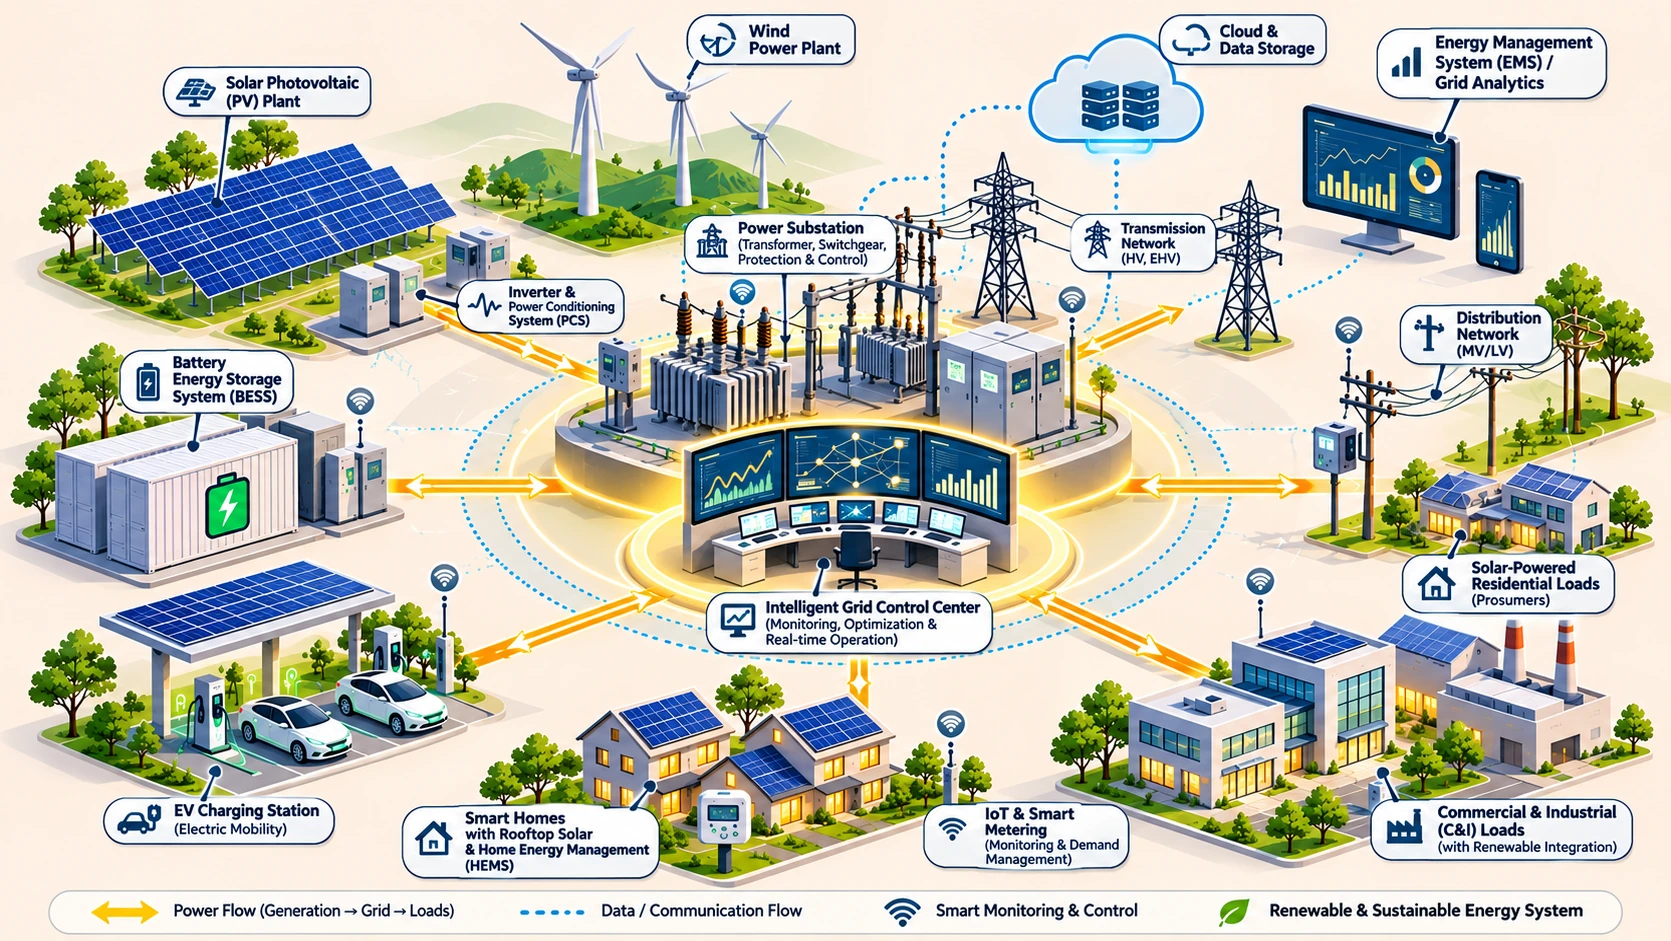 Wind
Power Plant
Cloud &
Data Storage
Energy Management
System (EMS) /
Grid Analytics
Solar Photovoltaic
(PV) Plant
Power Substation
(Transformer, Switchgear,
Protection & Control)
Transmission
Network
(HV, EHV)
Inverter &
Power Conditioning
System (PCS)
Distribution
Network
(MV/LV)
Battery
Energy Storage
System (BESS)
Solar-Powered
Residential Loads
(Prosumers)
Intelligent Grid Control Center
(Monitoring, Optimization &
Real-time Operation)
EV Charging Station
(Electric Mobility)
Smart Homes
with Rooftop Solar
& Home Energy Management
(HEMS)
IoT & Smart
Metering
(Monitoring & Demand
Management)
Commercial & Industrial
(C&I) Loads
(with Renewable Integration)
Power Flow (Generation → Grid → Loads)
Data / Communication Flow
Smart Monitoring & Control
Renewable & Sustainable Energy System